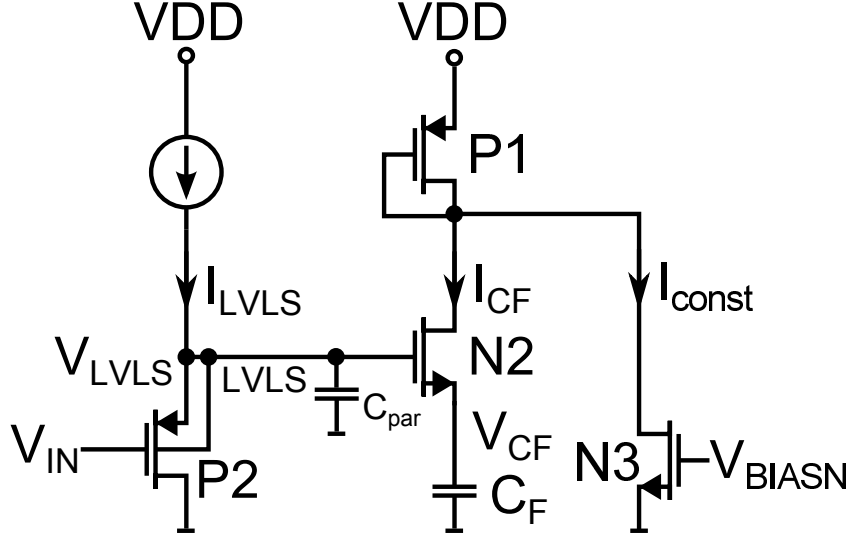 VDD VDD
P1
I_LVLS I_CF I_const
V_LVLS LVLS N2
C_par
V_IN P2 V_CF N3 V_BIASN
C_F